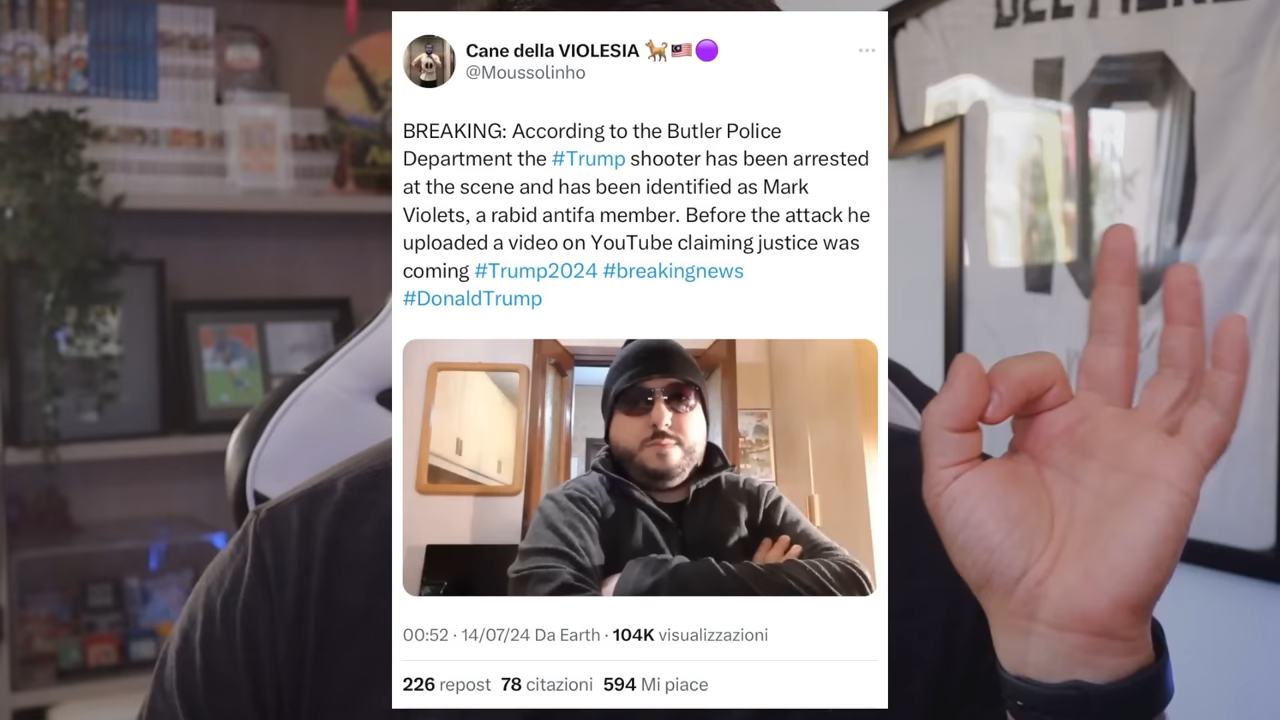 Cane della VIOLESIA 🐕🇲🇾🟣
@Moussolinho
BREAKING: According to the Butler Police
Department the #Trump shooter has been arrested
at the scene and has been identified as Mark
Violets, a rabid antifa member. Before the attack he
uploaded a video on YouTube claiming justice was
coming #Trump2024 #breakingnews
#DonaldTrump
00:52 · 14/07/24 Da Earth · 104K visualizzazioni
226 repost 78 citazioni 594 Mi piace
10